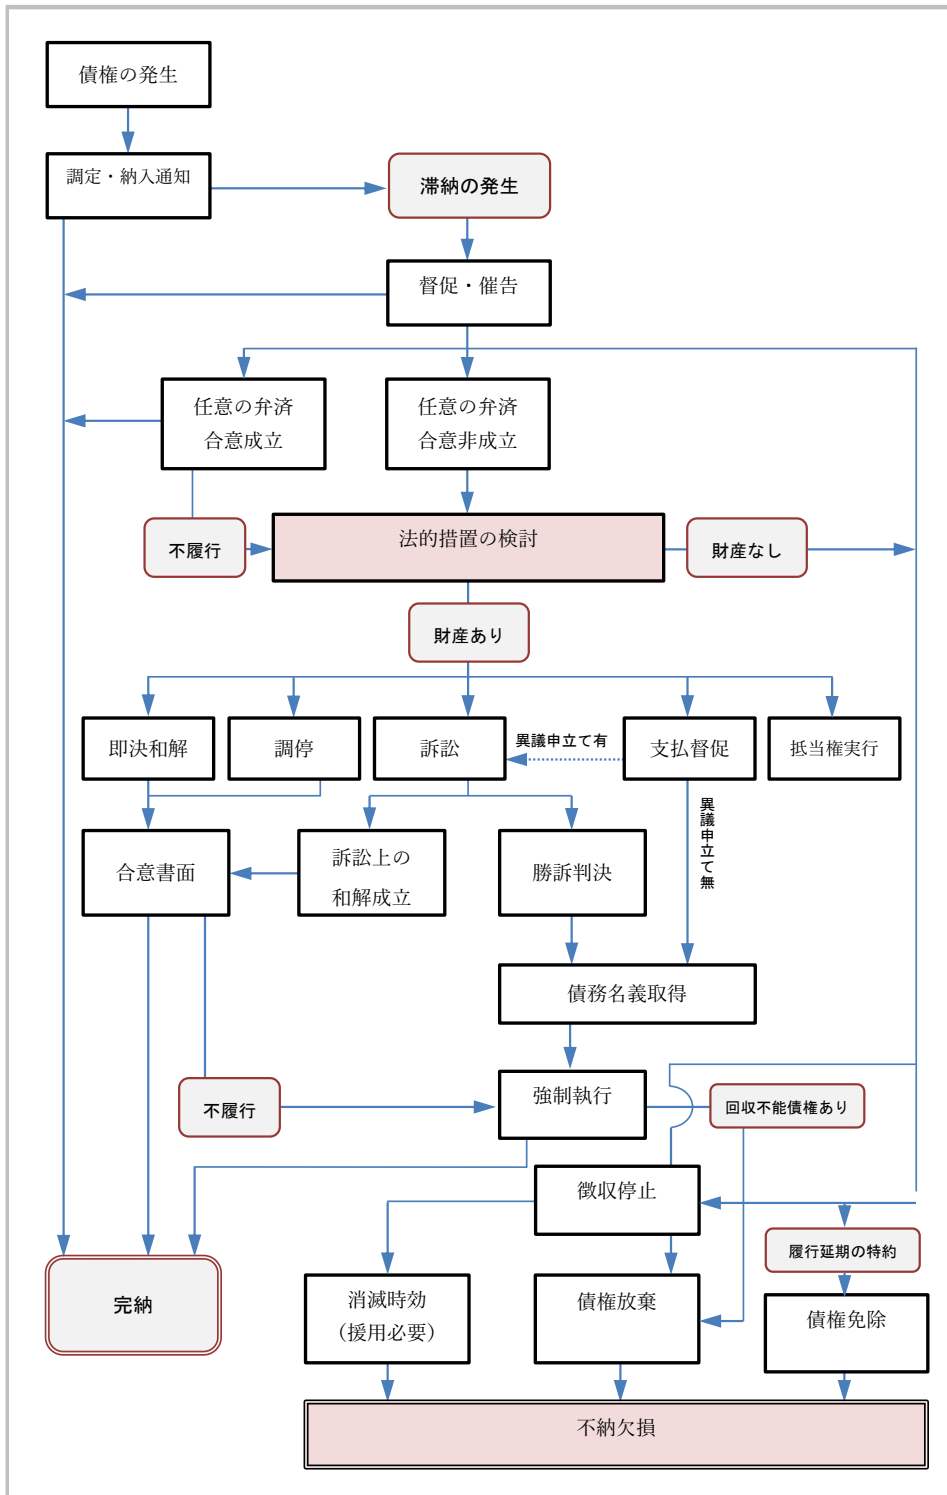 債権の発生
調定・納入通知
滞納の発生
督促・催告
任意の弁済
合意成立
任意の弁済
合意非成立
不履行
法的措置の検討
財産なし
財産あり
即決和解
調停
訴訟
異議申立て有
支払督促
抵当権実行
異議申立て無
合意書面
訴訟上の
和解成立
勝訴判決
債務名義取得
強制執行
不履行
回収不能債権あり
徴収停止
履行延期の特約
完納
消滅時効
（援用必要）
債権放棄
債権免除
不納欠損